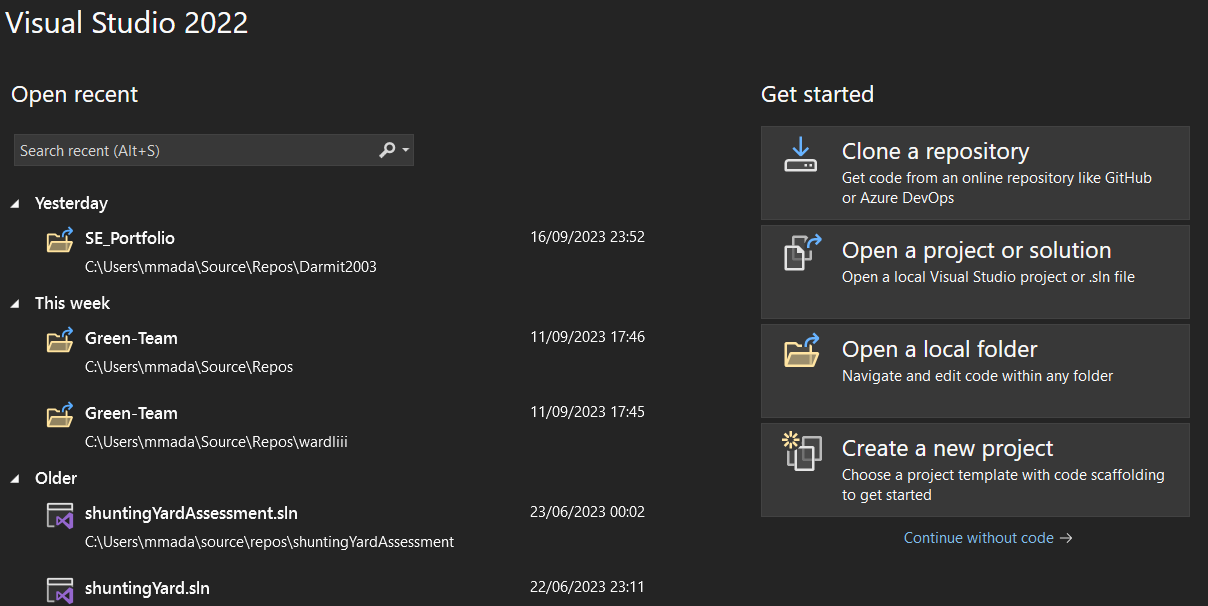 Visual Studio 2022
Open recent
Search recent (Alt+S)
Yesterday
SE_Portfolio
16/09/2023 23:52
C:\Users\mmada\Source\Repos\Darmit2003
This week
Green-Team
11/09/2023 17:46
C:\Users\mmada\Source\Repos
Green-Team
11/09/2023 17:45
C:\Users\mmada\Source\Repos\wardliii
Older
shuntingYardAssessment.sln
23/06/2023 00:02
C:\Users\mmada\source\repos\shuntingYardAssessment
shuntingYard.sln
22/06/2023 23:11
Get started
Clone a repository
Get code from an online repository like GitHub
or Azure DevOps
Open a project or solution
Open a local Visual Studio project or .sln file
Open a local folder
Navigate and edit code within any folder
Create a new project
Choose a project template with code scaffolding
to get started
Continue without code →